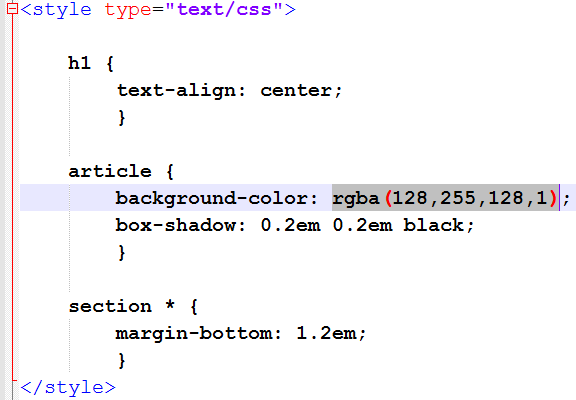 <style type="text/css">
h1 {
text-align: center;
}
article {
background-color: rgba(128,255,128,1);
box-shadow: 0.2em 0.2em black;
}
section * {
margin-bottom: 1.2em;
}
</style>